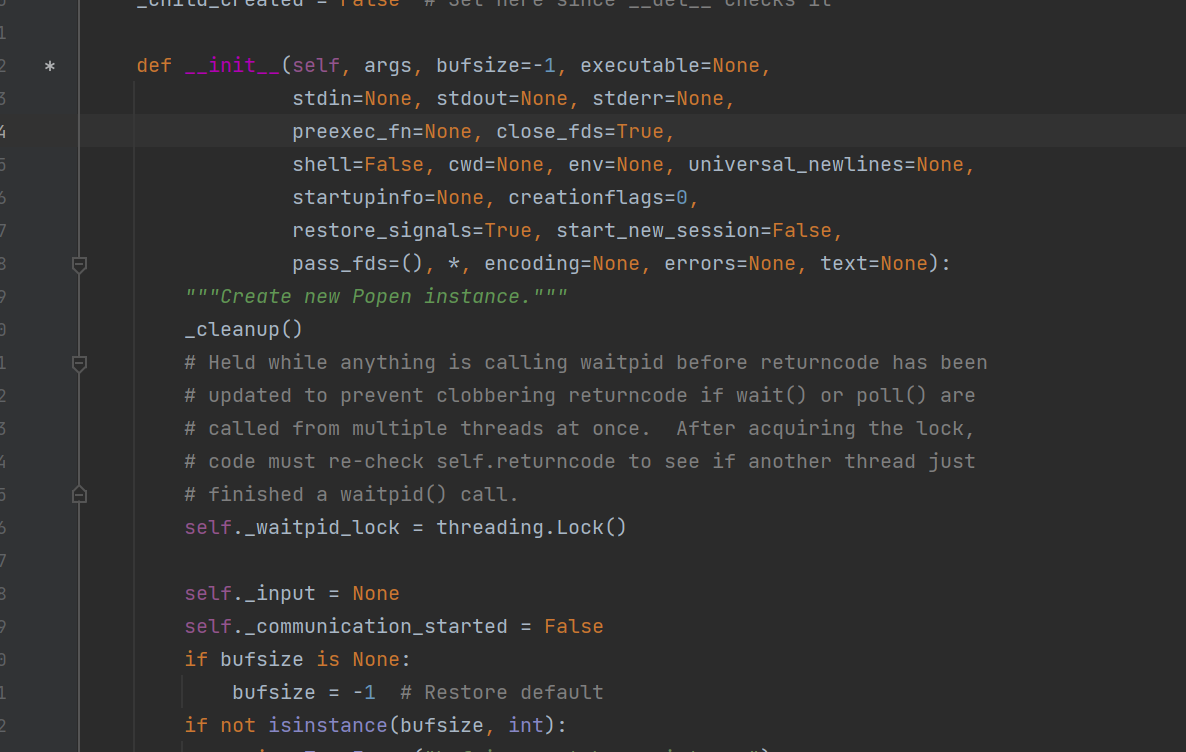 _child_created = False # Set here since __del__ checks it
def __init__(self, args, bufsize=-1, executable=None,
stdin=None, stdout=None, stderr=None,
preexec_fn=None, close_fds=True,
shell=False, cwd=None, env=None, universal_newlines=None,
startupinfo=None, creationflags=0,
restore_signals=True, start_new_session=False,
pass_fds=(), *, encoding=None, errors=None, text=None):
"""Create new Popen instance."""
_cleanup()
# Held while anything is calling waitpid before returncode has been
# updated to prevent clobbering returncode if wait() or poll() are
# called from multiple threads at once.  After acquiring the lock,
# code must re-check self.returncode to see if another thread just
# finished a waitpid() call.
self._waitpid_lock = threading.Lock()
self._input = None
self._communication_started = False
if bufsize is None:
bufsize = -1  # Restore default
if not isinstance(bufsize, int):